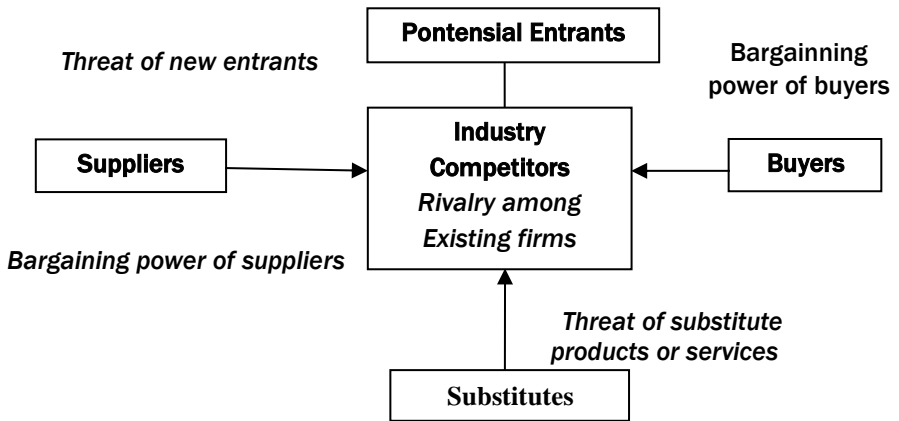 Pontensial Entrants
Threat of new entrants
Bargainning
power of buyers
Industry
Competitors
Rivalry among
Existing firms
Suppliers
Buyers
Bargaining power of suppliers
Threat of substitute
products or services
Substitutes